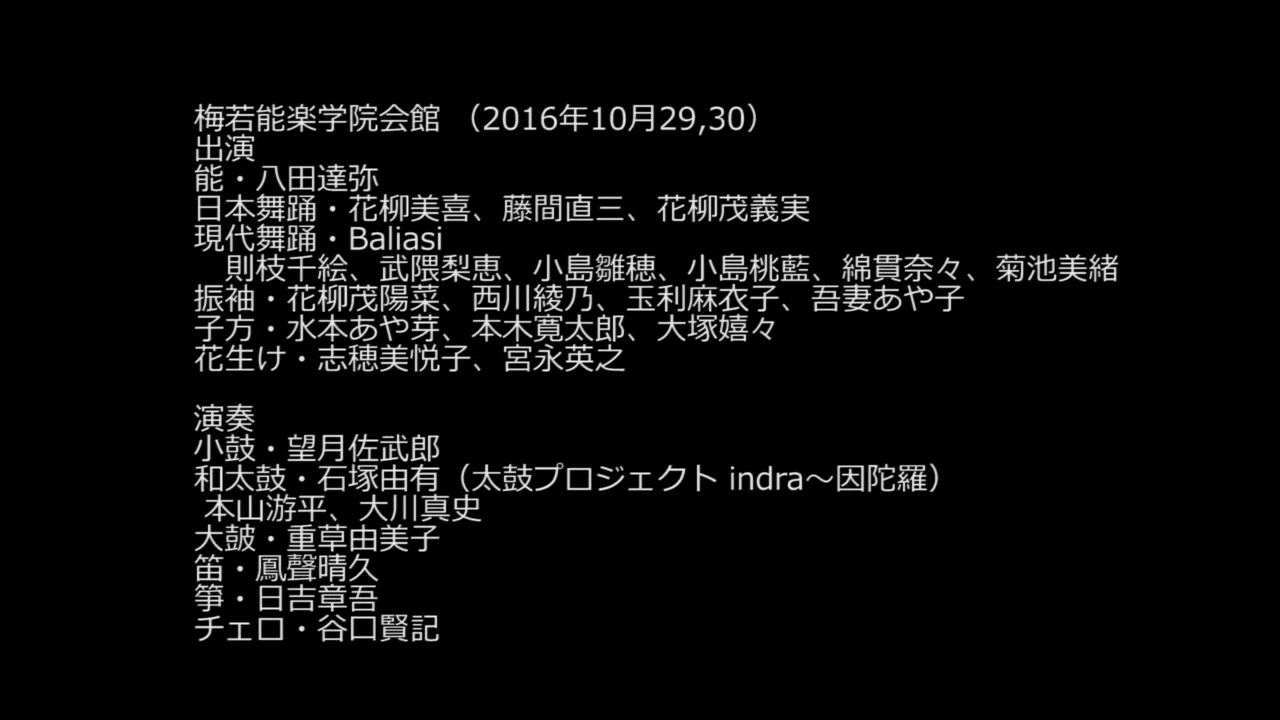 梅若能楽学院会館 （2016年10月29,30）
出演
能・八田達弥
日本舞踊・花柳美喜、藤間直三、花柳茂義実
現代舞踊・Baliasi
　則枝千絵、武隈梨恵、小島雛穂、小島桃藍、綿貫奈々、菊池美緒
振袖・花柳茂陽菜、西川綾乃、玉利麻衣子、吾妻あや子
子方・水本あや芽、本木寛太郎、大塚嬉々
花生け・志穂美悦子、宮永英之
演奏
小鼓・望月佐武郎
和太鼓・石塚由有（太鼓プロジェクト indra～因陀羅）
本山游平、大川真史
大皷・重草由美子
笛・鳳聲晴久
箏・日吉章吾
チェロ・谷口賢記